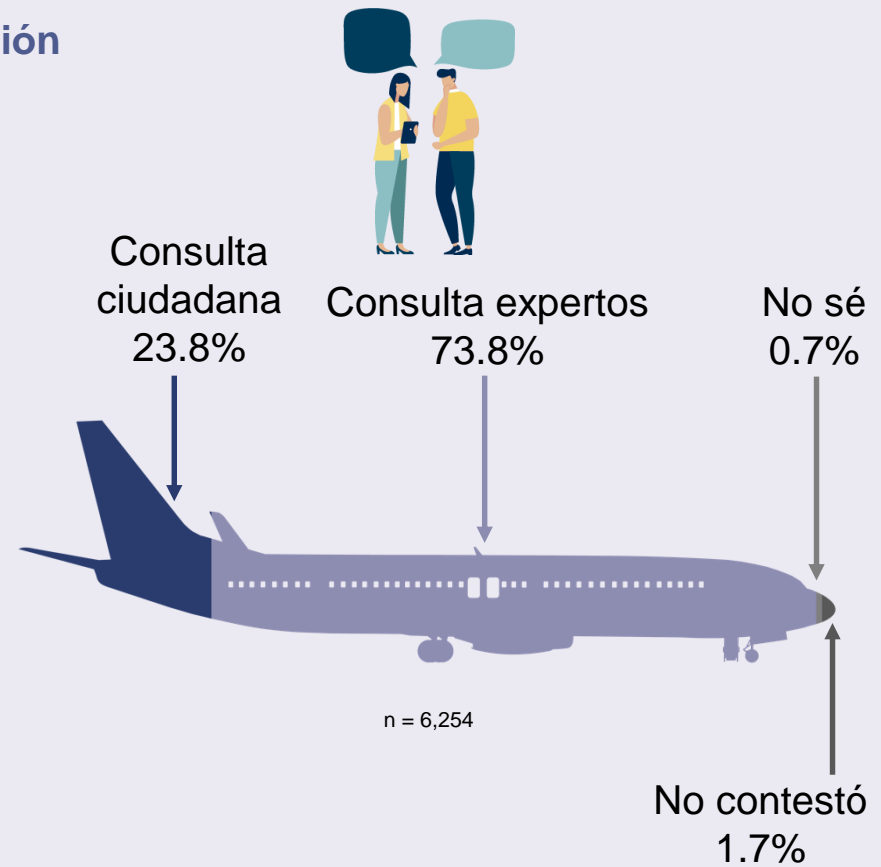 ión
Consulta
ciudadana
23.8%
Consulta expertos
73.8%
No sé
0.7%
n = 6,254
No contestó
1.7%